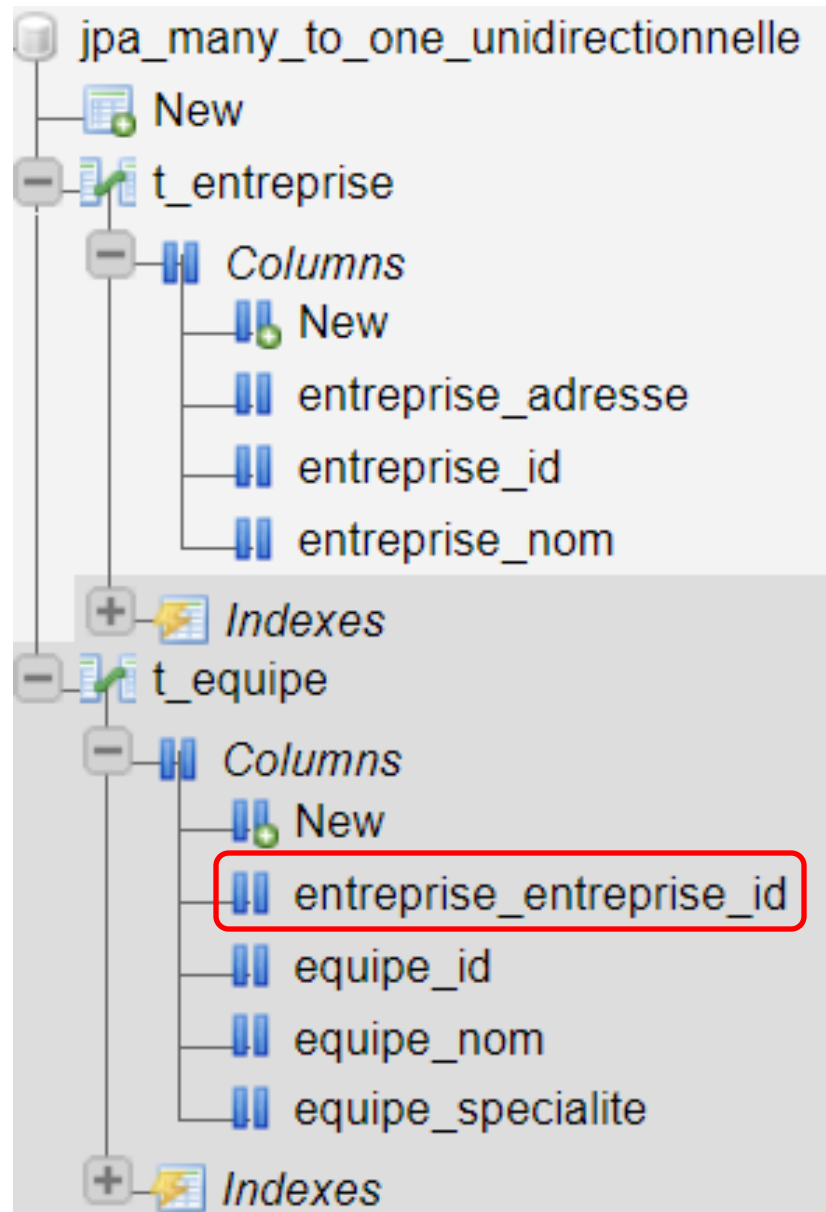 jpa_many_to_one_unidirectionnelle
New
t_entreprise
Columns
New
entreprise_adresse
entreprise_id
entreprise_nom
Indexes
t_equipe
Columns
New
entreprise_entreprise_id
equipe_id
equipe_nom
equipe_specialite
Indexes